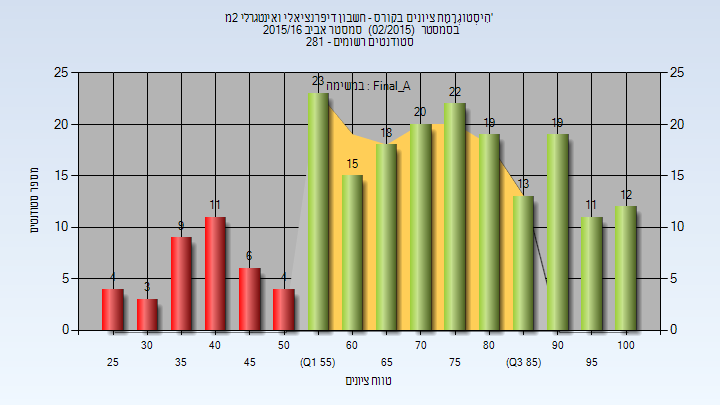 היסטוגרמת ציונים בקורס - חשבון דיפרנציאלי ואינטגרלי 2מ'
בסמסטר (02/2015) סמסטר אביב 2015/16
סטודנטים רשומים - 281
במשימה : Final_A
25 25
20 20
15 15
10 10
5 5
0 0
4 3 9 11 6 4 23 15 18 20 22 19 13 19 11 12
מספר סטודנטים
30 40 50 60 70 80 90 100
25 35 45 (Q1 55) 65 75 (Q3 85) 95
טווח ציונים